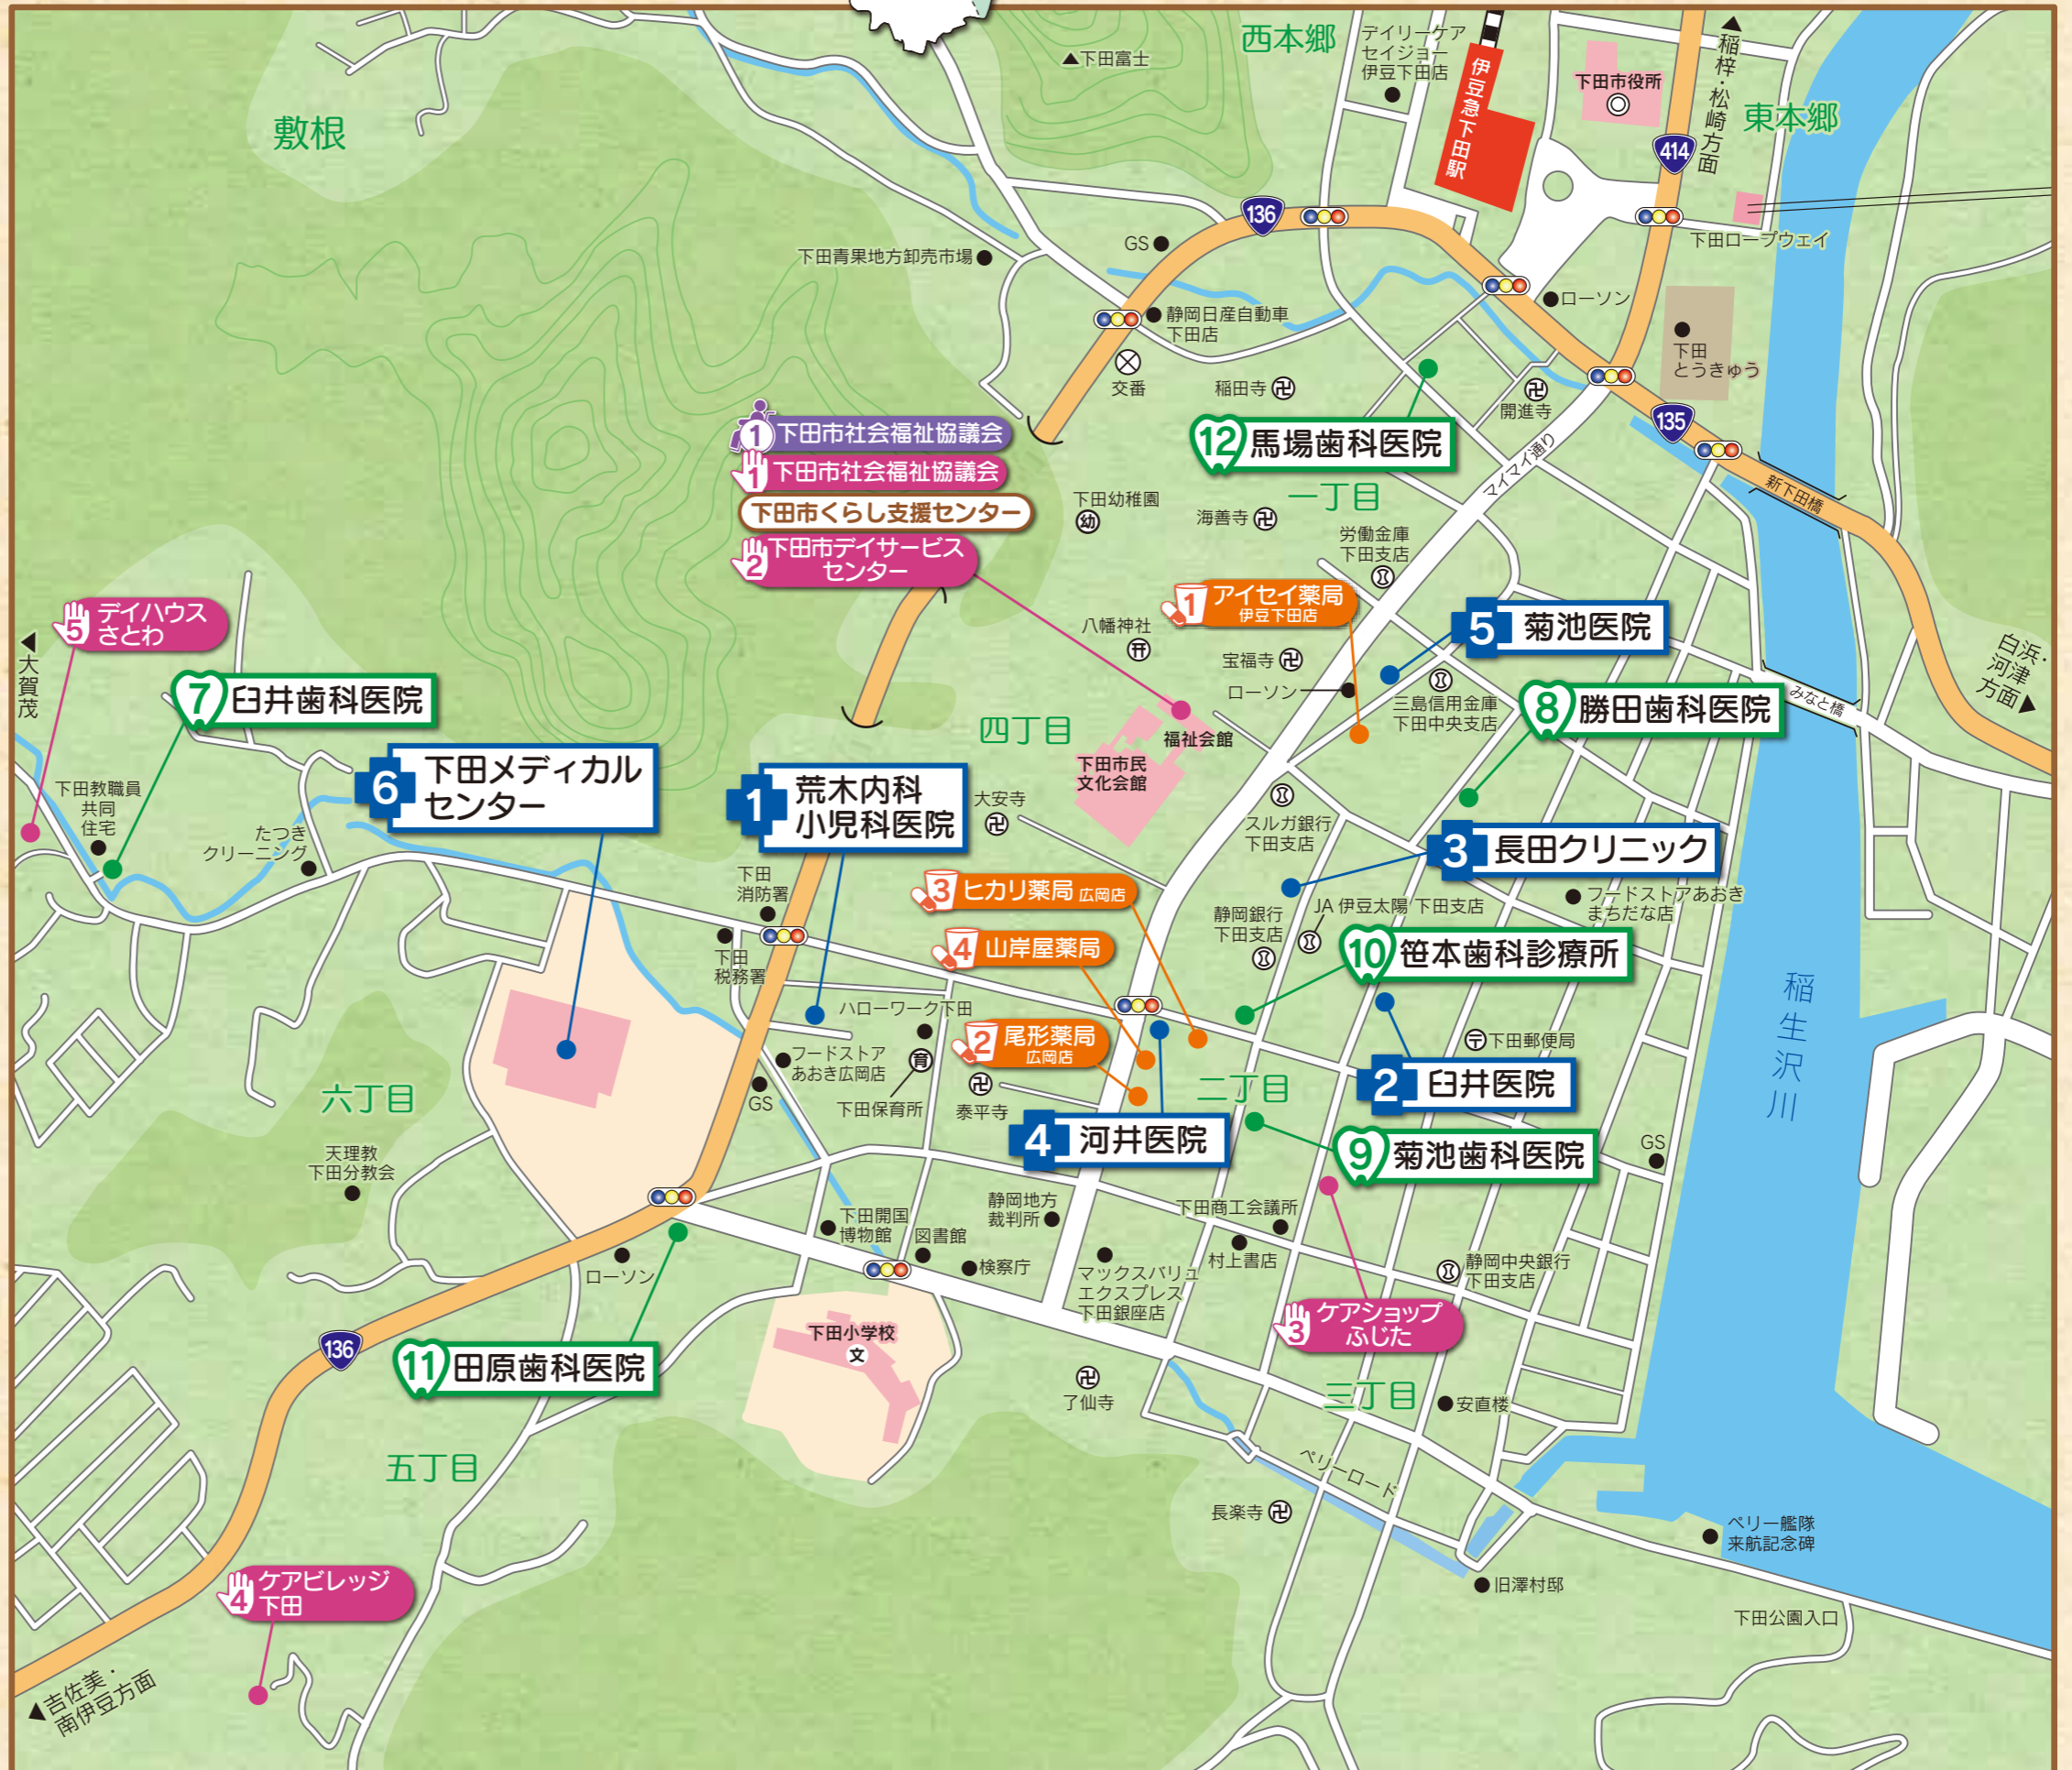 西本郷
デイリーケア
セイジョー
伊豆下田店
▲下田富士
伊豆急下田駅
下田市役所
▲稲梓・松崎方面
東本郷
敷根
414
136
GS
下田ロープウェイ
下田青果地方卸売市場
ローソン
静岡日産自動車
下田店
下田
とうきゅう
交番
稲田寺
開進寺
135
1 下田市社会福祉協議会
12 馬場歯科医院
マイマイ通り
1 下田市社会福祉協議会
新下田橋
下田市くらし支援センター
下田幼稚園
幼
海善寺
一丁目
労働金庫
下田支店
2 下田市デイサービス
センター
1 アイセイ薬局
伊豆下田店
5 デイハウス
さとわ
◀大賀茂
八幡神社
5 菊池医院
宝福寺
ローソン
白浜・
河津
方面▶
7 臼井歯科医院
三島信用金庫
下田中央支店
8 勝田歯科医院
みなと橋
四丁目
福祉会館
下田市民
文化会館
6 下田メディカル
センター
1 荒木内科
小児科医院
大安寺
下田教職員
共同
住宅
たつき
クリーニング
スルガ銀行
下田支店
3 長田クリニック
下田
消防署
3 ヒカリ薬局 広岡店
静岡銀行
下田支店
JA 伊豆太陽 下田支店
フードストアあおき
まちだな店
4 山岸屋薬局
10 笹本歯科診療所
下田
税務署
稲生沢川
ハローワーク下田
2 尾形薬局
広岡店
〒下田郵便局
フードストア
あおき広岡店
育
GS
下田保育所
泰平寺
二丁目
2 臼井医院
六丁目
4 河井医院
9 菊池歯科医院
GS
天理教
下田分教会
下田開国
博物館
図書館
静岡地方
裁判所
下田商工会議所
検察庁
村上書店
ローソン
マックスバリュ
エクスプレス
下田銀座店
静岡中央銀行
下田支店
136
下田小学校
文
3 ケアショップ
ふじた
11 田原歯科医院
了仙寺
三丁目
安直楼
五丁目
ペリーロード
長楽寺
ペリー艦隊
来航記念碑
4 ケアビレッジ
下田
旧澤村邸
下田公園入口
◀吉佐美・
南伊豆方面